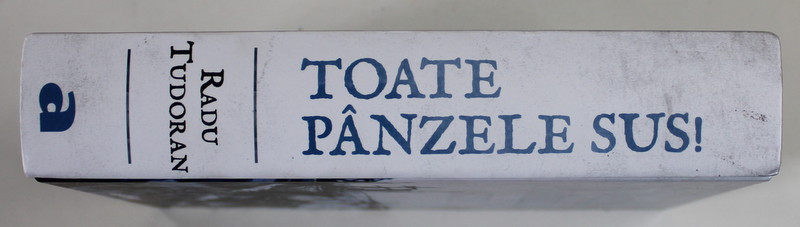 a
RADU
TUDORAN
TOATE
PÂNZELE SUS!